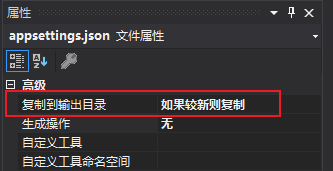 属性
appsettings.json 文件属性
高级
复制到输出目录 如果较新则复制
生成操作 无
自定义工具
自定义工具命名空间